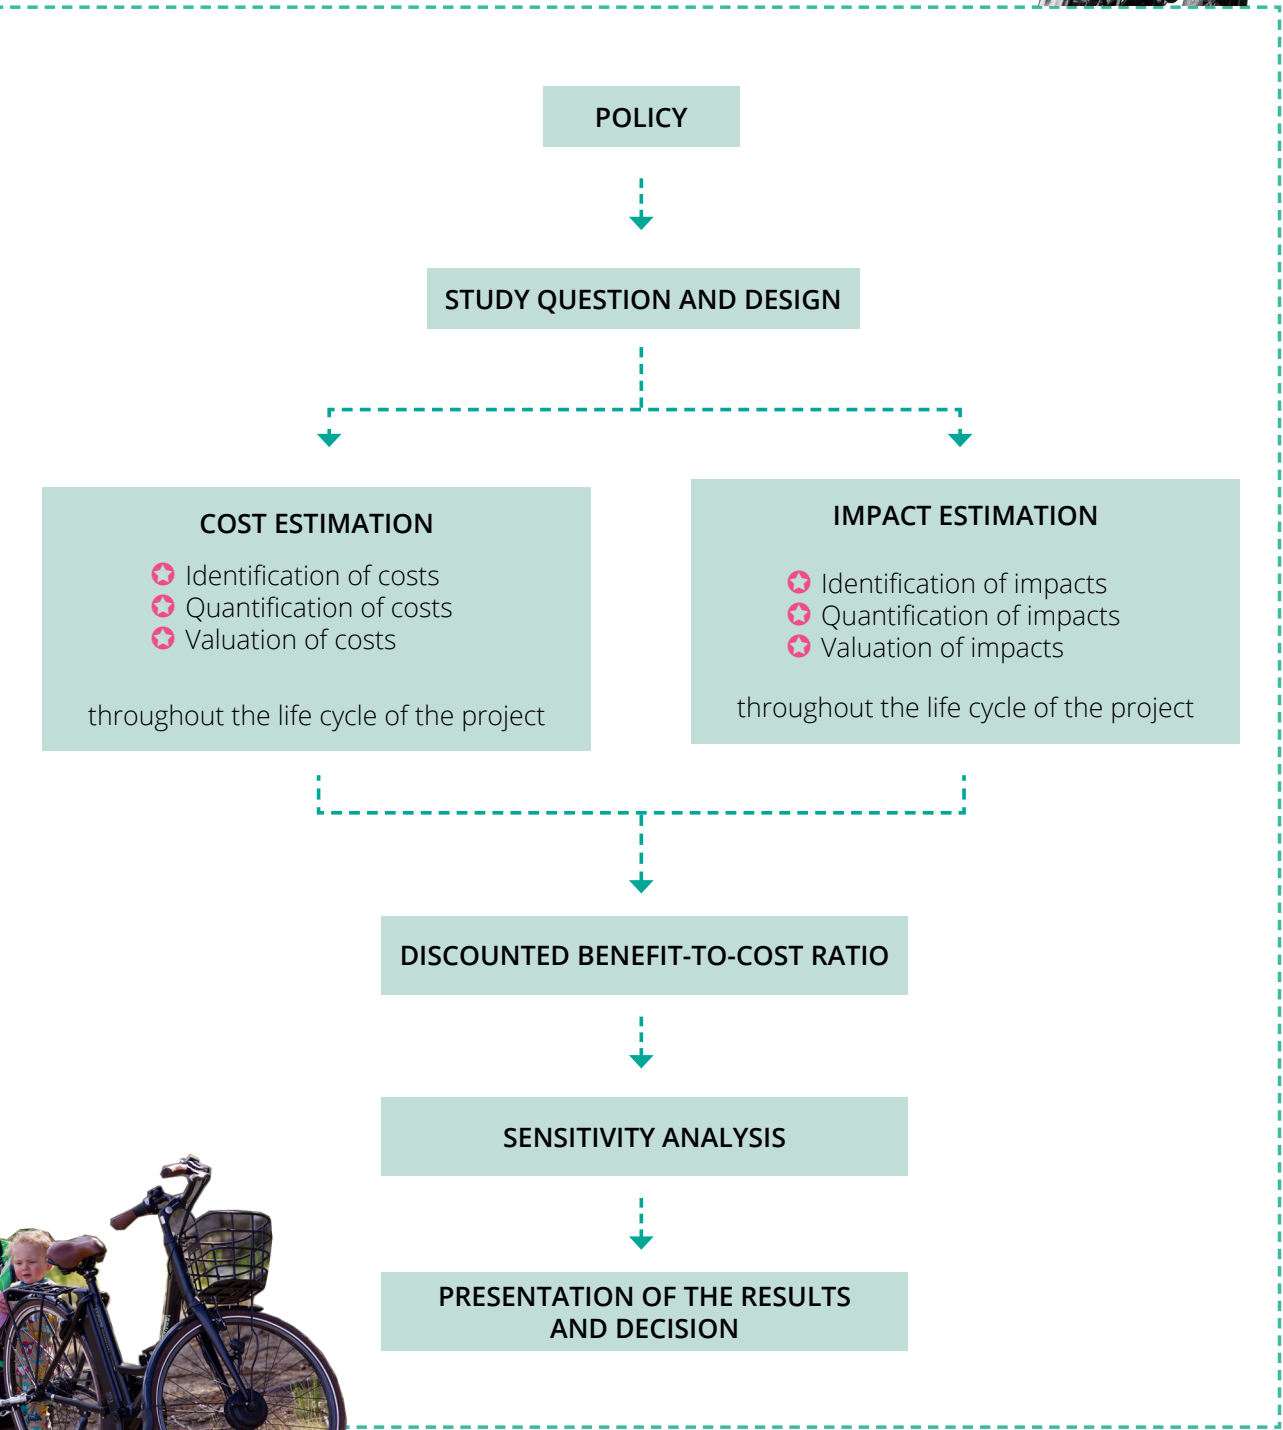 POLICY
STUDY QUESTION AND DESIGN
COST ESTIMATION
Identification of costs
Quantification of costs
Valuation of costs
throughout the life cycle of the project
IMPACT ESTIMATION
Identification of impacts
Quantification of impacts
Valuation of impacts
throughout the life cycle of the project
DISCOUNTED BENEFIT-TO-COST RATIO
SENSITIVITY ANALYSIS
PRESENTATION OF THE RESULTS
AND DECISION